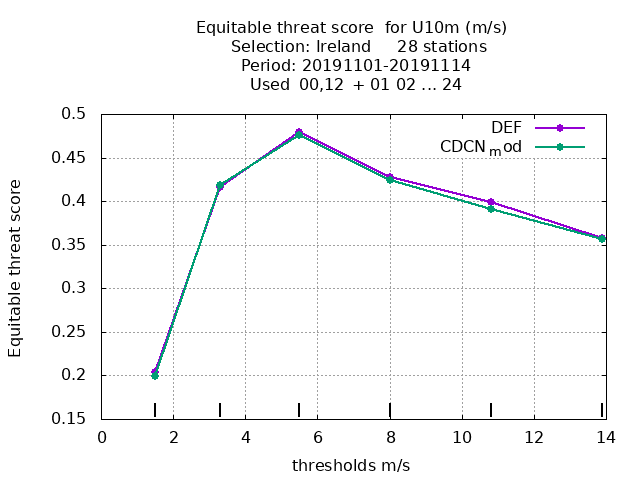 Equitable threat score  for U10m (m/s)
Selection: Ireland     28 stations
Period: 20191101-20191114
Used  00,12  + 01 02 ... 24
DEF
CDCN_mod
0.5
0.45
0.4
0.35
0.3
0.25
0.2
0.15
Equitable threat score
0 2 4 6 8 10 12 14
thresholds m/s